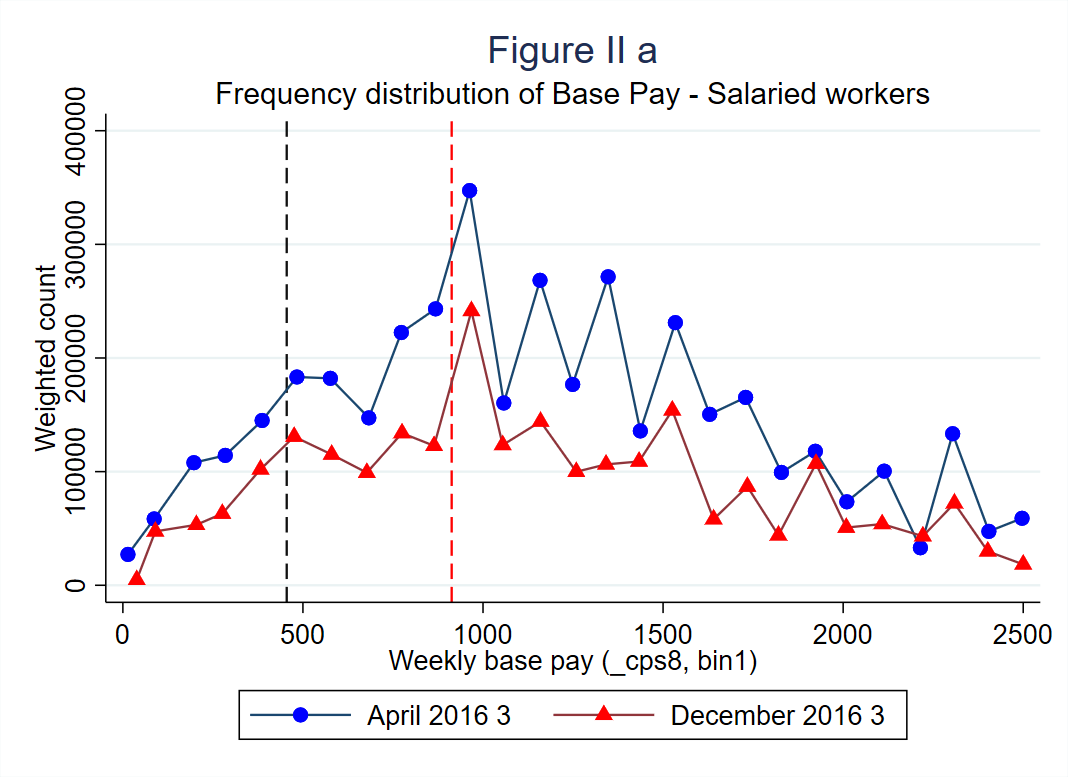 Figure II a
Frequency distribution of Base Pay - Salaried workers
Weighted count
400000
300000
200000
100000
0
0 500 1000 1500 2000 2500
Weekly base pay (_cps8, bin1)
April 2016 3 December 2016 3